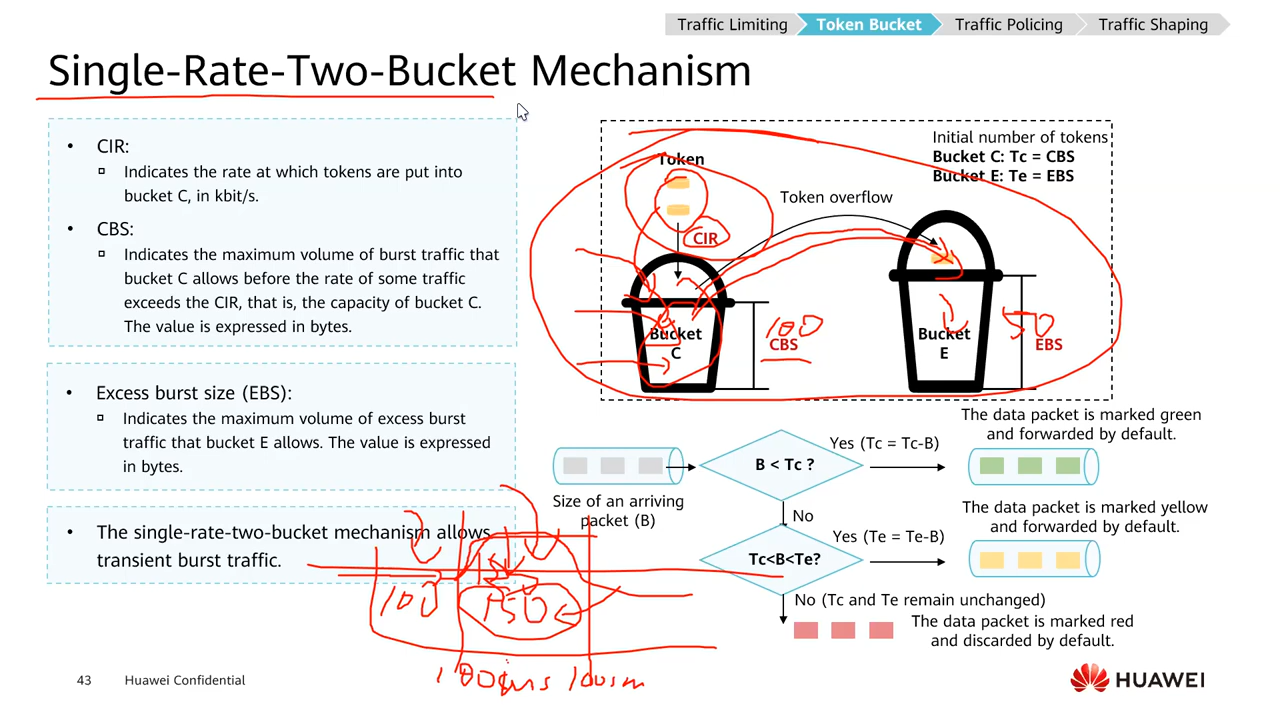 Traffic Limiting
Token Bucket
Traffic Policing
Traffic Shaping
Single-Rate-Two-Bucket Mechanism
• CIR:
Indicates the rate at which tokens are put into
bucket C, in kbit/s.
• CBS:
Indicates the maximum volume of burst traffic that
bucket C allows before the rate of some traffic
exceeds the CIR, that is, the capacity of bucket C.
The value is expressed in bytes.
• Excess burst size (EBS):
Indicates the maximum volume of excess burst
traffic that bucket E allows. The value is expressed
in bytes.
• The single-rate-two-bucket mechanism allows
transient burst traffic.
Initial number of tokens
Bucket C: Tc = CBS
Bucket E: Te = EBS
Token
Token overflow
CIR
Bucket
C
100
CBS
Bucket
E
50
EBS
The data packet is marked green
and forwarded by default.
B < Tc ?
Yes (Tc = Tc-B)
Size of an arriving
packet (B)
No
The data packet is marked yellow
and forwarded by default.
Tc<B<Te?
Yes (Te = Te-B)
No (Tc and Te remain unchanged)
The data packet is marked red
and discarded by default.
100
150
43
Huawei Confidential
HUAWEI